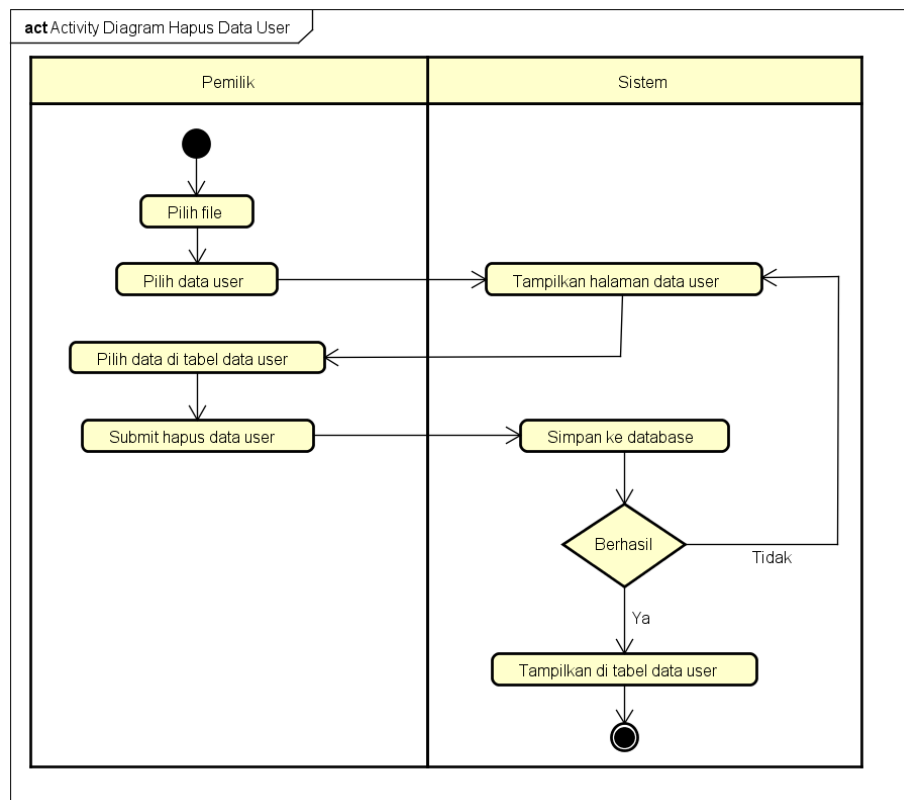 act Activity Diagram Hapus Data User
Pemilik
Sistem
Pilih file
Pilih data user
Tampilkan halaman data user
Pilih data di tabel data user
Submit hapus data user
Simpan ke database
Berhasil
Tidak
Ya
Tampilkan di tabel data user